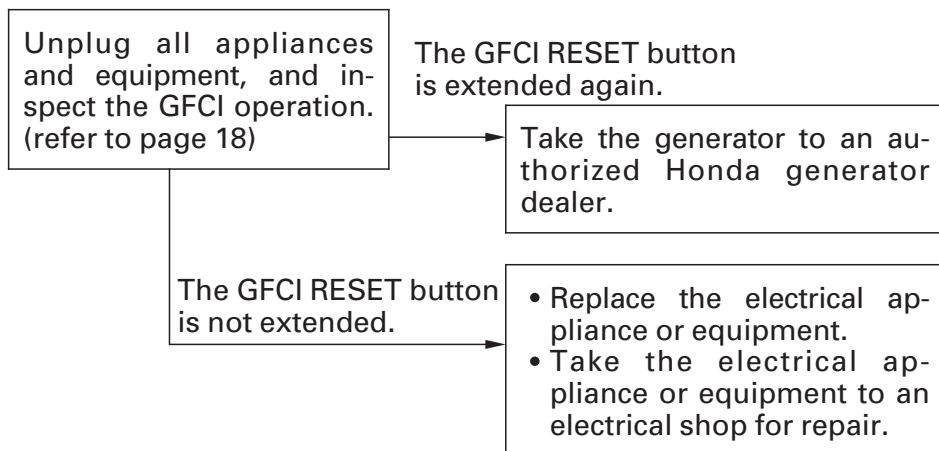 Unplug all appliances
and equipment, and in-
spect the GFCI operation.
(refer to page 18)
The GFCI RESET button
is extended again.
Take the generator to an au-
thorized Honda generator
dealer.
The GFCI RESET button
is not extended.
• Replace the electrical ap-
pliance or equipment.
• Take the electrical ap-
pliance or equipment to an
electrical shop for repair.